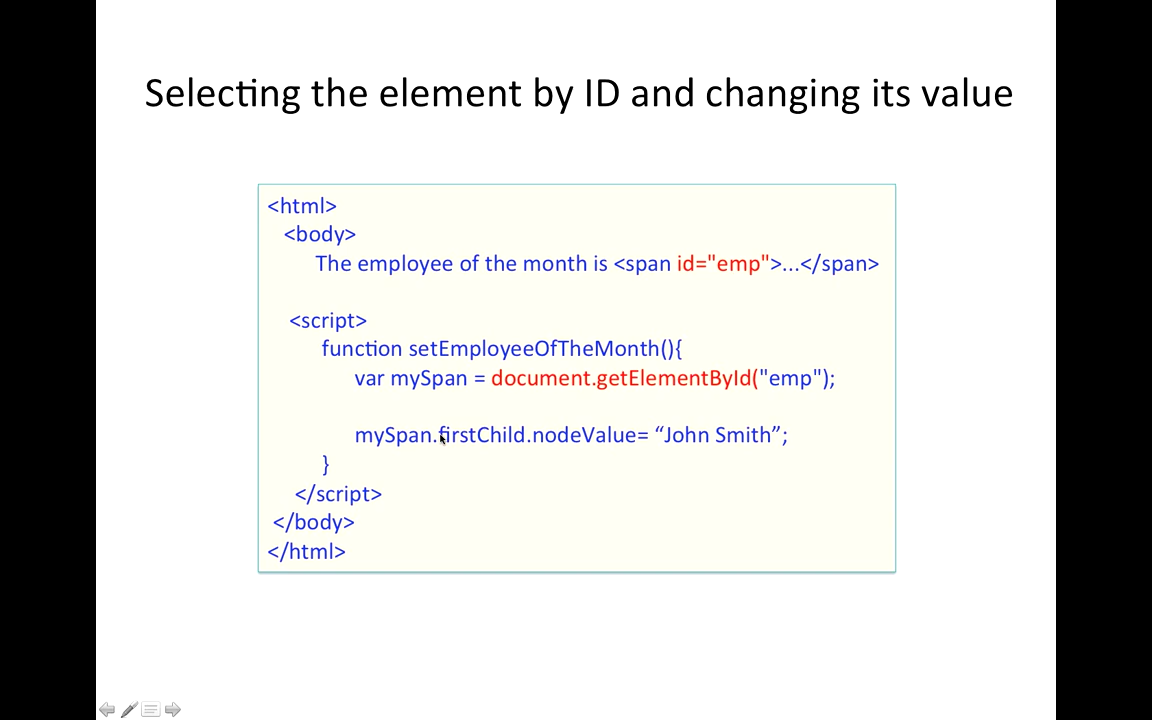 Selecting the element by ID and changing its value
<html>
<body>
The employee of the month is <span id="emp">...</span>
<script>
function setEmployeeOfTheMonth(){
var mySpan = document.getElementById("emp");
mySpan.firstChild.nodeValue= “John Smith”;
}
</script>
</body>
</html>